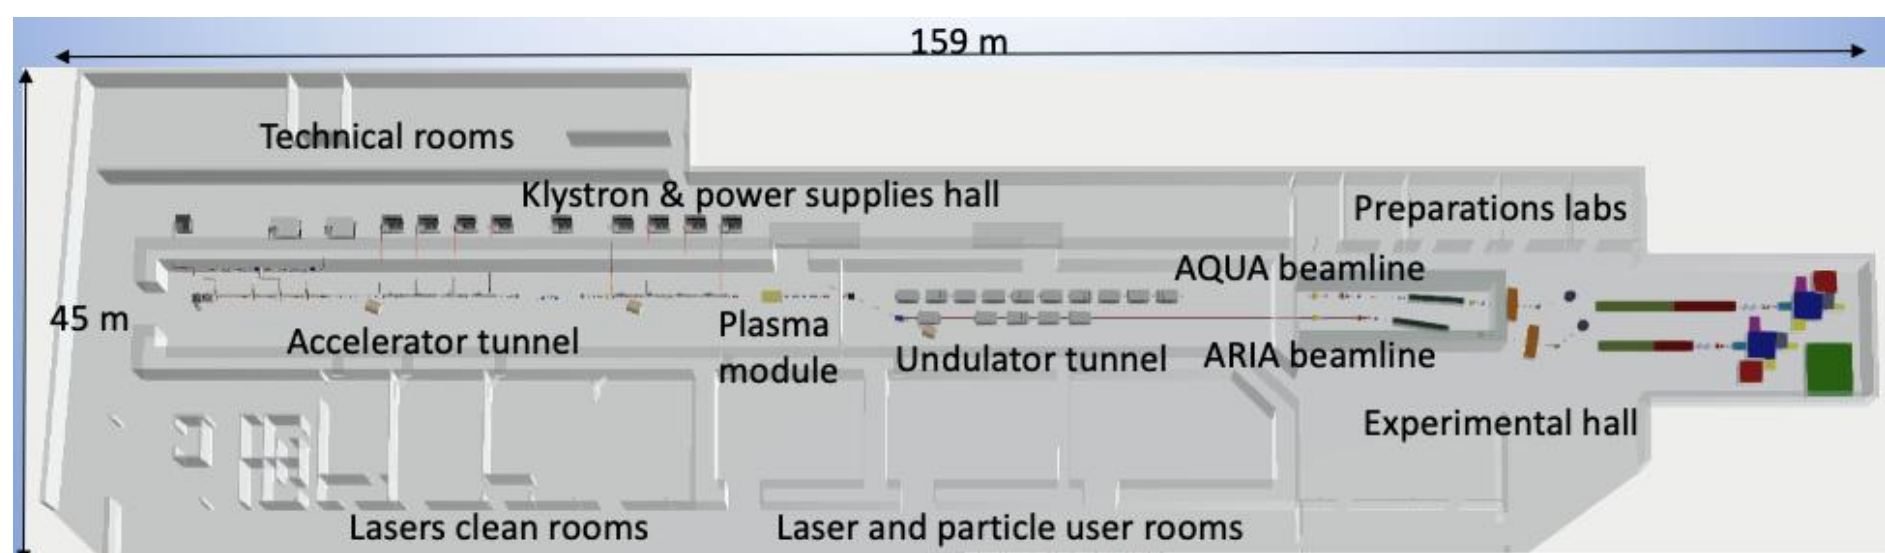 159 m
Technical rooms
Klystron & power supplies hall
Preparations labs
AQUA beamline
45 m
Accelerator tunnel
Plasma
module
Undulator tunnel
ARIA beamline
Experimental hall
Lasers clean rooms
Laser and particle user rooms